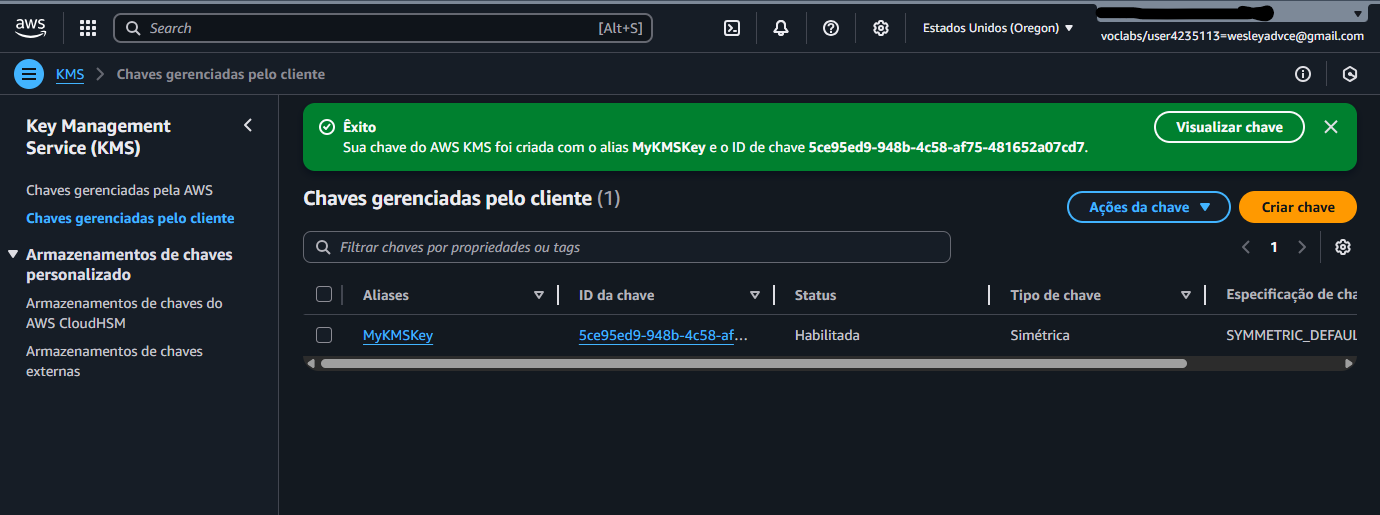 aws
Search
[Alt+S]
Estados Unidos (Oregon)
voclabs/user4235113=wesleyadvce@gmail.com
KMS
Chaves gerenciadas pelo cliente
Key Management
Service (KMS)
Chaves gerenciadas pela AWS
Chaves gerenciadas pelo cliente
Armazenamentos de chaves
personalizado
Armazenamentos de chaves do
AWS CloudHSM
Armazenamentos de chaves
externas
Êxito
Sua chave do AWS KMS foi criada com o alias MyKMSKey e o ID de chave 5ce95ed9-948b-4c58-af75-481652a07cd7.
Visualizar chave
Chaves gerenciadas pelo cliente (1)
Ações da chave
Criar chave
Filtrar chaves por propriedades ou tags
1
Aliases
ID da chave
Status
Tipo de chave
Especificação de cha
MyKMSKey
5ce95ed9-948b-4c58-af...
Habilitada
Simétrica
SYMMETRIC_DEFAUL